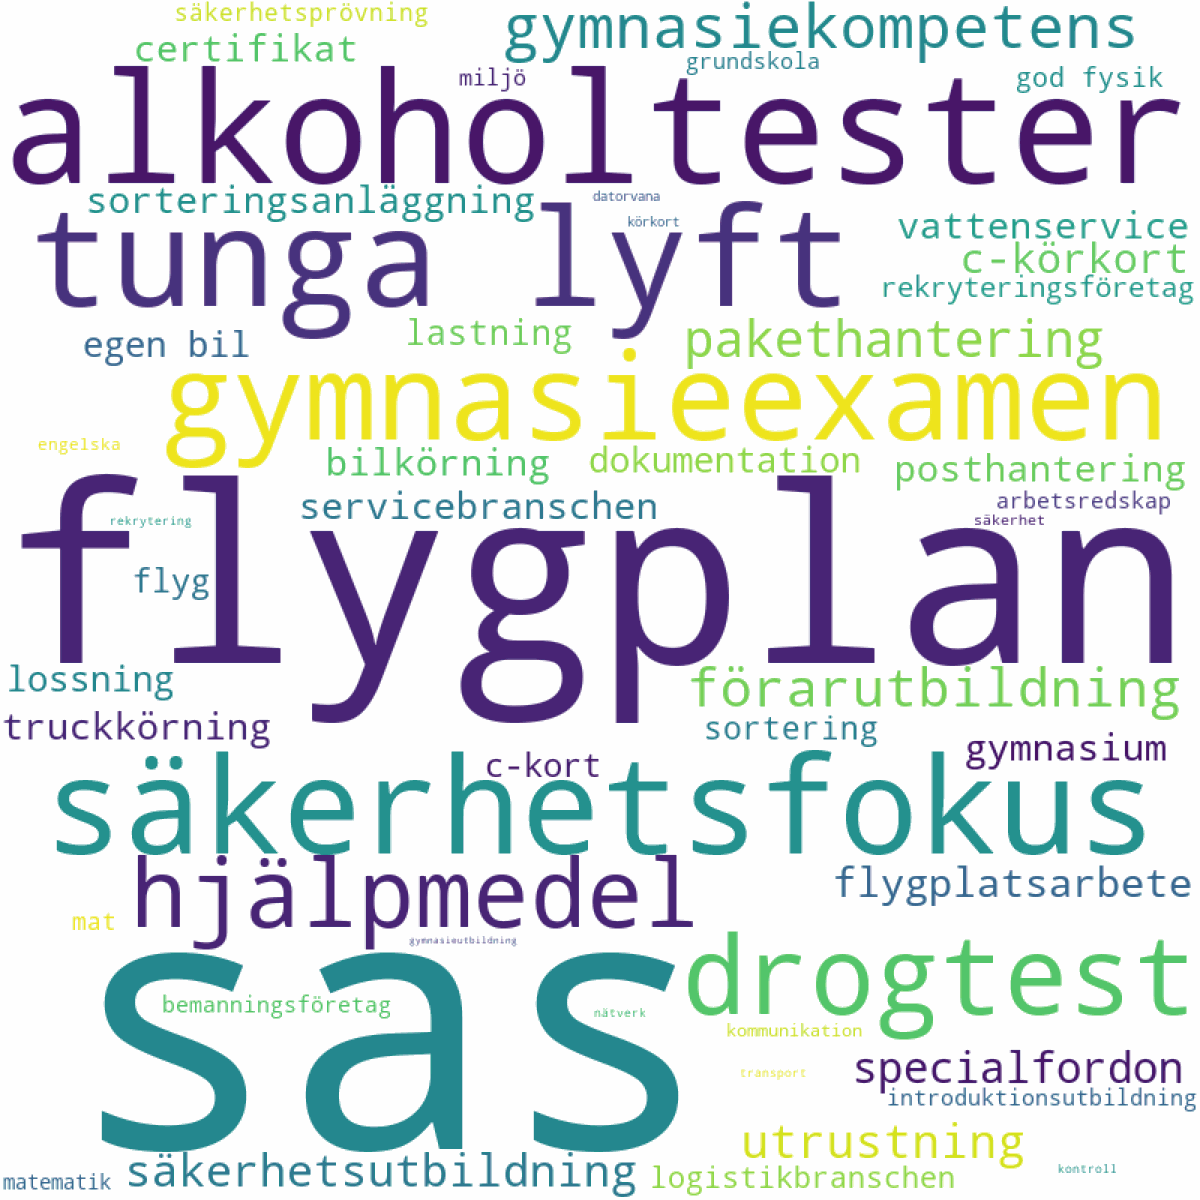 säkerhetsprövning
gymnasiekompetens
certifikat
grundskola
miljö
god fysik
alkoholtester
sorteringsanläggning
datorvana
körkort
tunga lyft
vattenservice
c-körkort
rekryteringsföretag
egen bil
lastning
pakethantering
gymnasieexamen
engelska
bilkörning
dokumentation
posthantering
servicebranschen
arbetsredskap
rekrytering
säkerhet
flygplan
flyg
lossning
förarutbildning
truckkörning
sortering
gymnasium
c-kort
säkerhetsfokus
hjälpmedel
flygplatsarbete
mat
gymnasieutbildning
sas
drogtest
bemanningsföretag
nätverk
kommunikation
specialfordon
transport
introduktionsutbildning
utrustning
säkerhetsutbildning
kontroll
matematik
logistikbranschen